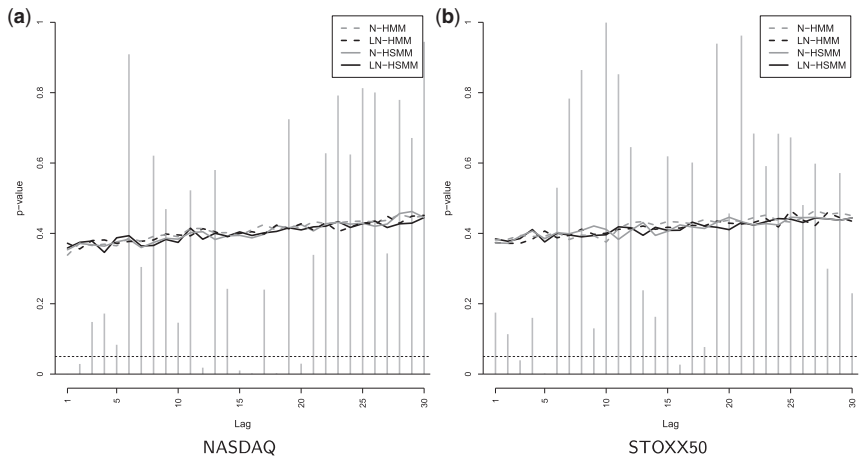 (a)
N-HMM
LN-HMM
N-HSMM
LN-HSMM
p-value
0
0.2
0.4
0.6
0.8
1
1
5
10
15
20
25
30
Lag
NASDAQ
(b)
N-HMM
LN-HMM
N-HSMM
LN-HSMM
p-value
0
0.2
0.4
0.6
0.8
1
1
5
10
15
20
25
30
Lag
STOXX50